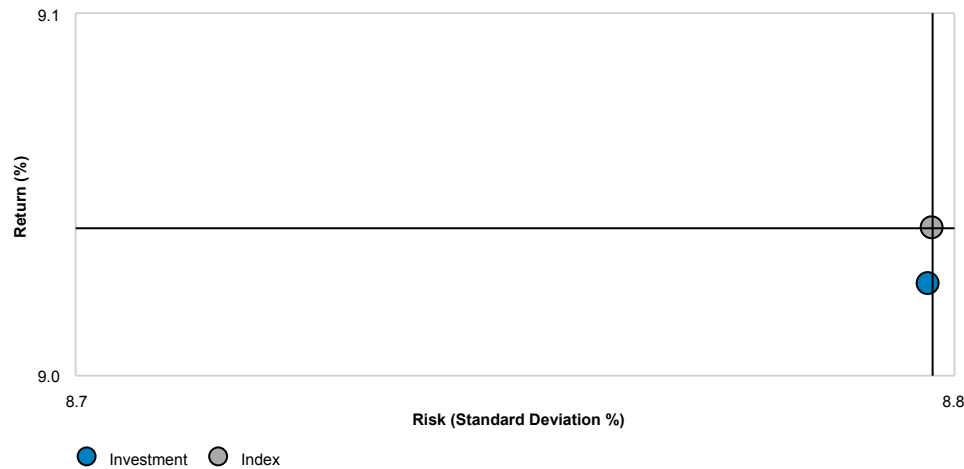 9.1
Return (%)
9.0
8.7
8.8
Risk (Standard Deviation %)
Investment
Index